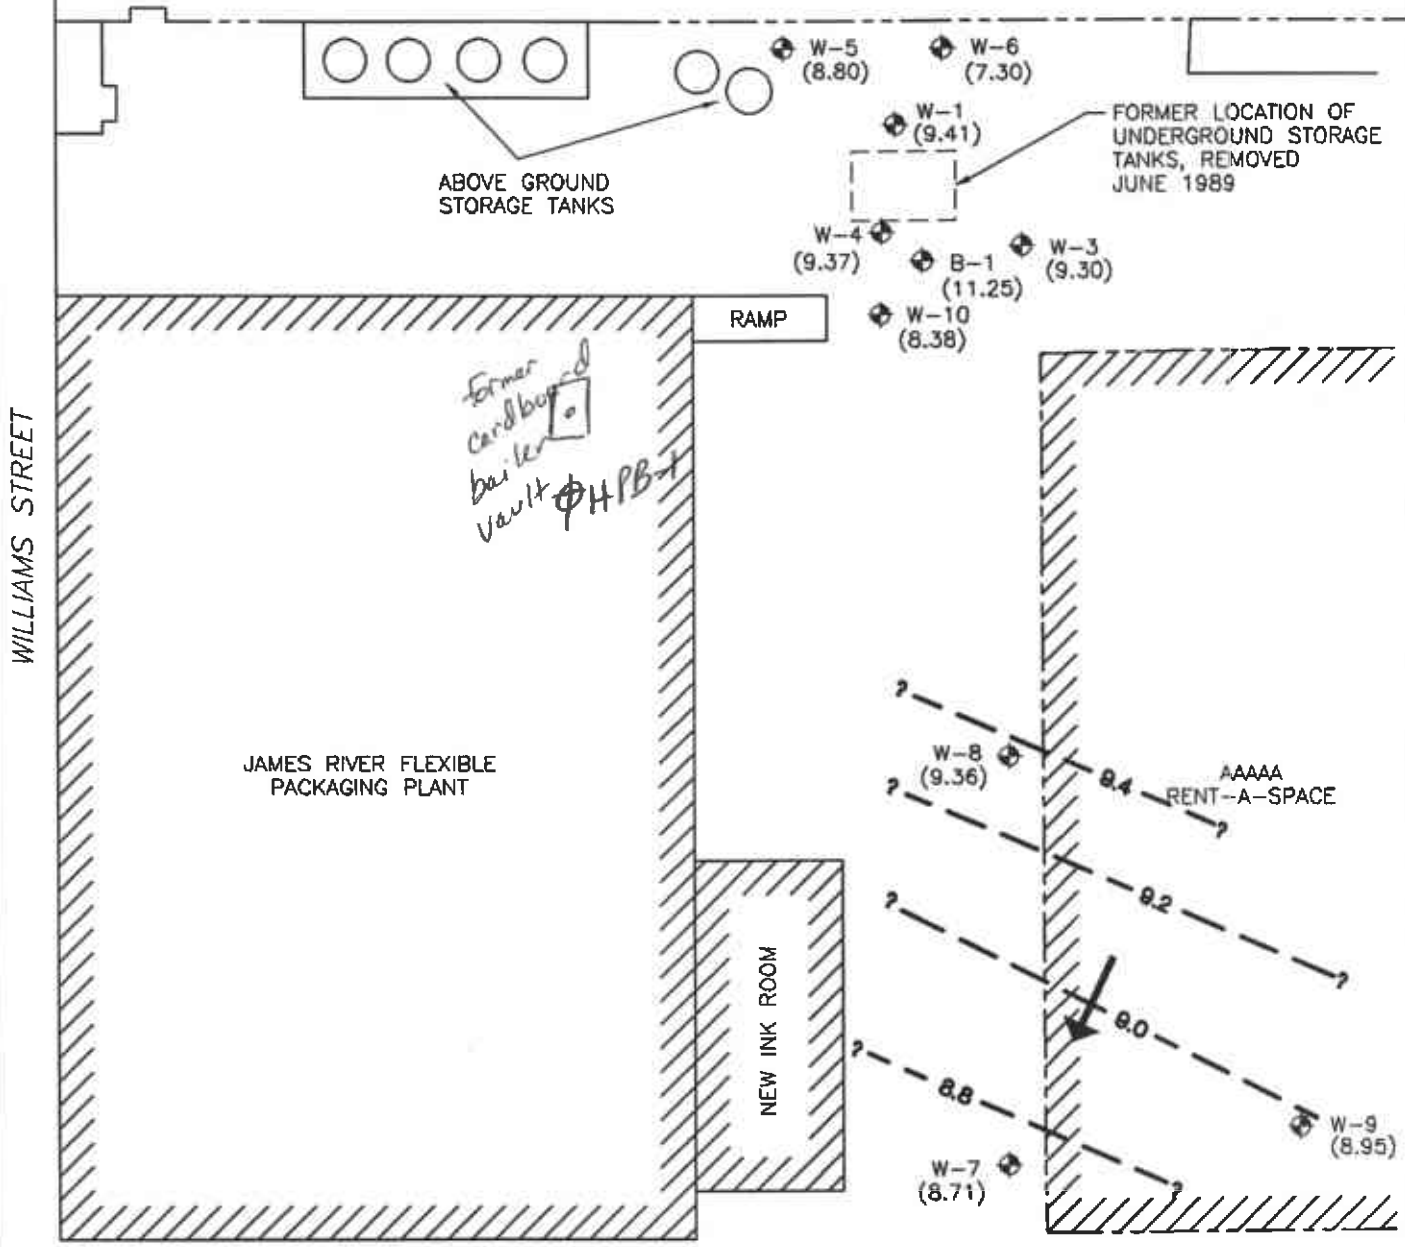 W-5
(8.80)
W-6
(7.30)
W-1
(9.41)
FORMER LOCATION OF
UNDERGROUND STORAGE
TANKS, REMOVED
JUNE 1989
ABOVE GROUND
STORAGE TANKS
W-4
(9.37)
B-1
(11.25)
W-3
(9.30)
W-10
(8.38)
RAMP
former
cardboard
bailer
vault
HPB-1
WILLIAMS STREET
JAMES RIVER FLEXIBLE
PACKAGING PLANT
?
W-8
(9.36)
9.4
?
AAAAA
RENT-A-SPACE
?
9.2
?
?
9.0
NEW INK ROOM
?
8.8
?
W-9
(8.95)
W-7
(8.71)